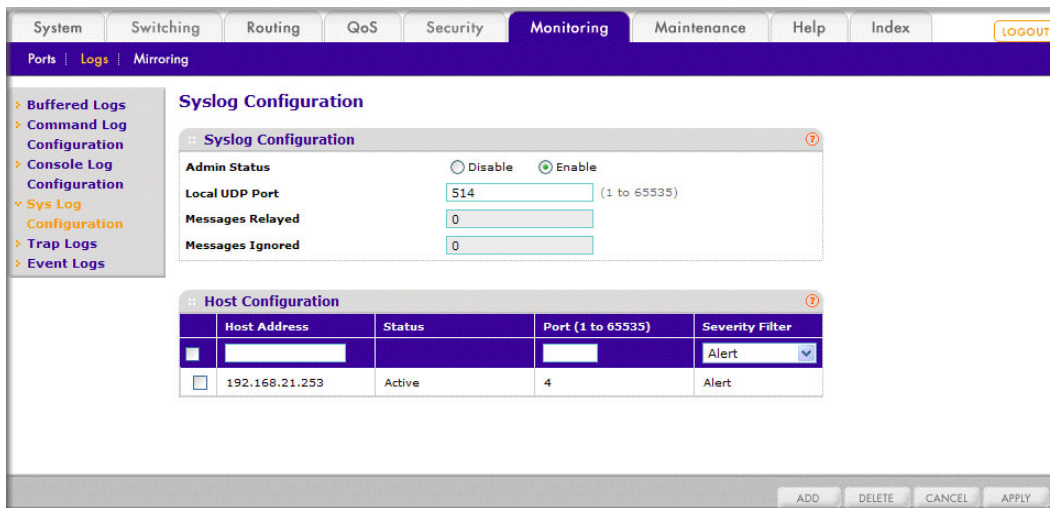 System Switching Routing QoS Security Monitoring Maintenance Help Index LOGOUT
Ports Logs Mirroring
Buffered Logs
Command Log
Configuration
Console Log
Configuration
Sys Log
Configuration
Trap Logs
Event Logs
Syslog Configuration
Syslog Configuration ?
Admin Status Disable Enable
Local UDP Port 514 (1 to 65535)
Messages Relayed 0
Messages Ignored 0
Host Configuration ?
Host Address Status Port (1 to 65535) Severity Filter
Alert
192.168.21.253 Active 4 Alert
ADD DELETE CANCEL APPLY